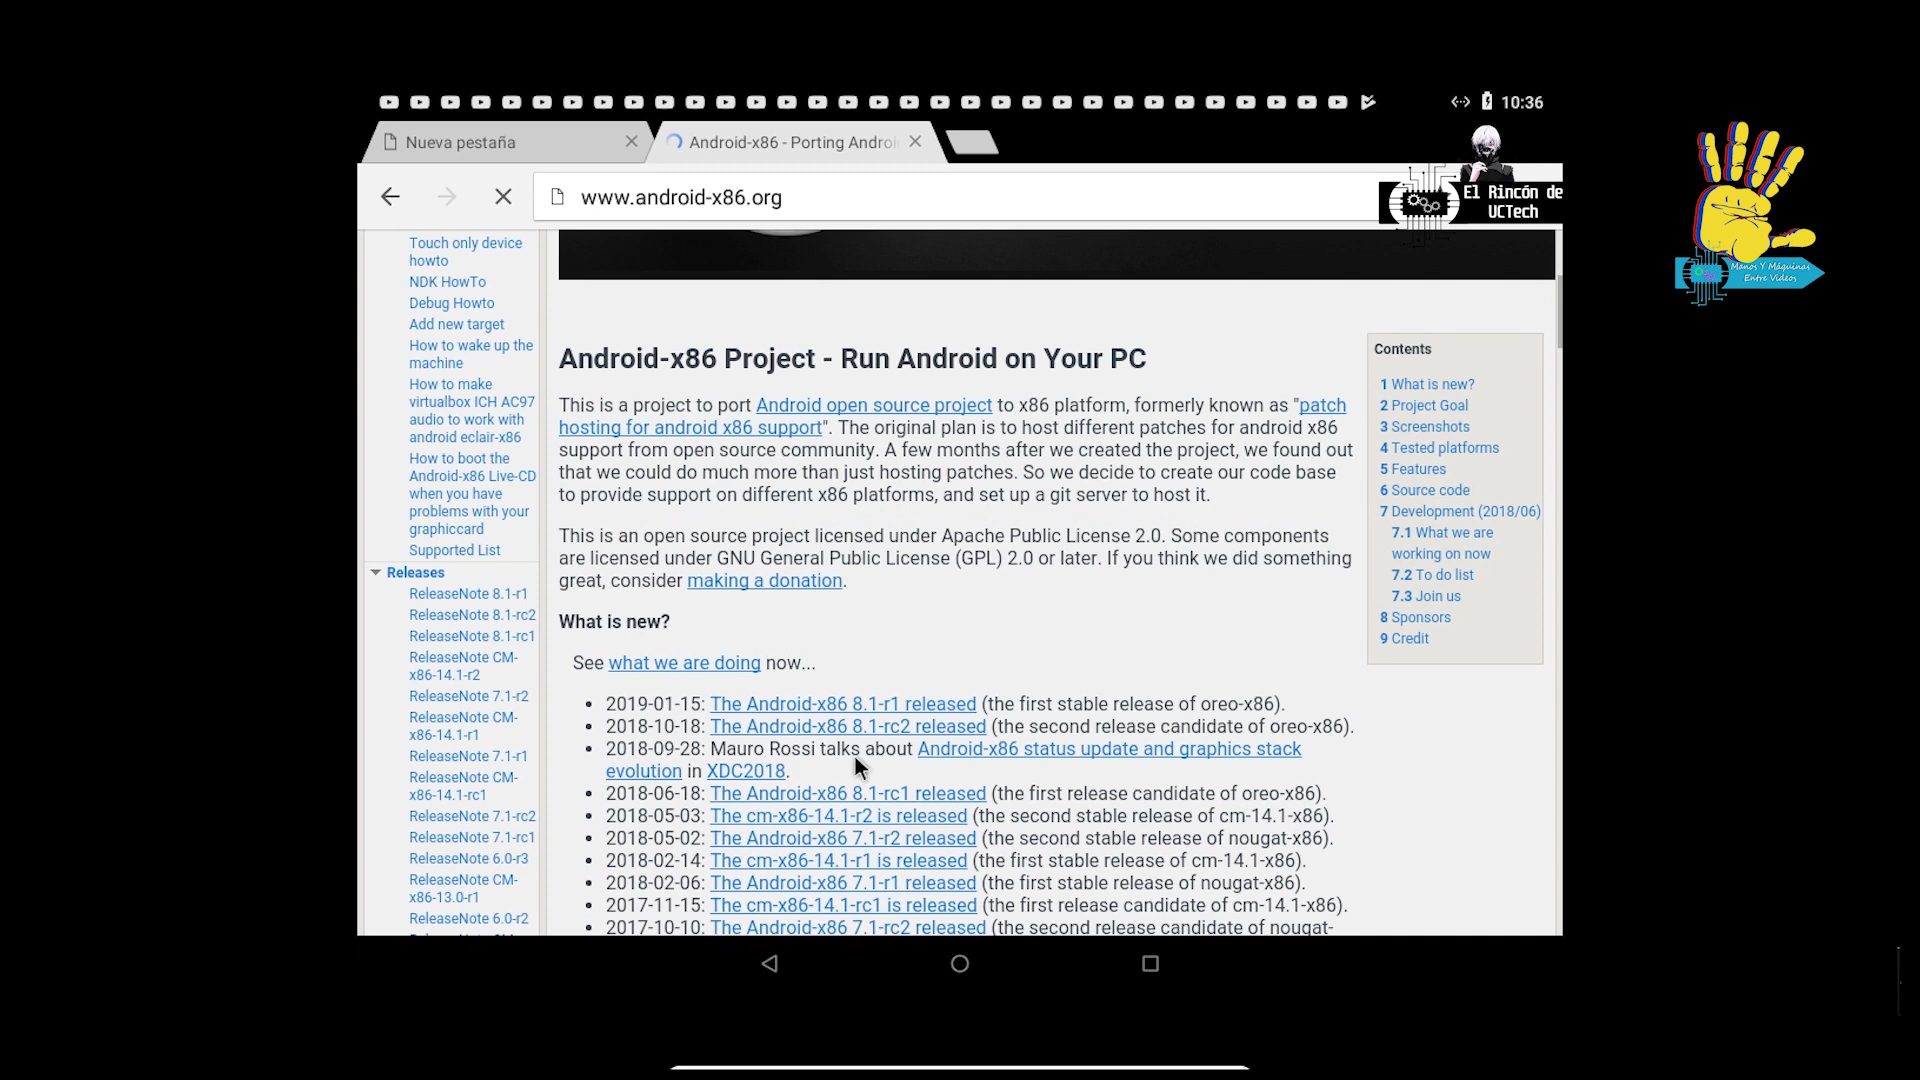 10:36
Nueva pestaña
Android-x86 - Porting Androi
www.android-x86.org
El Rincón de
UCTech
Manos Y Máquinas
Entre Videos
Touch only device
howto
NDK HowTo
Debug Howto
Add new target
How to wake up the
machine
How to make
virtualbox ICH AC97
audio to work with
android eclair-x86
How to boot the
Android-x86 Live-CD
when you have
problems with your
graphiccard
Supported List
Releases
ReleaseNote 8.1-r1
ReleaseNote 8.1-rc2
ReleaseNote 8.1-rc1
ReleaseNote CM-
x86-14.1-r2
ReleaseNote 7.1-r2
ReleaseNote CM-
x86-14.1-r1
ReleaseNote 7.1-r1
ReleaseNote CM-
x86-14.1-rc1
ReleaseNote 7.1-rc2
ReleaseNote 7.1-rc1
ReleaseNote 6.0-r3
ReleaseNote CM-
x86-13.0-r1
ReleaseNote 6.0-r2
Android-x86 Project - Run Android on Your PC
This is a project to port Android open source project to x86 platform, formerly known as "patch
hosting for android x86 support". The original plan is to host different patches for android x86
support from open source community. A few months after we created the project, we found out
that we could do much more than just hosting patches. So we decide to create our code base
to provide support on different x86 platforms, and set up a git server to host it.
This is an open source project licensed under Apache Public License 2.0. Some components
are licensed under GNU General Public License (GPL) 2.0 or later. If you think we did something
great, consider making a donation.
What is new?
See what we are doing now...
• 2019-01-15: The Android-x86 8.1-r1 released (the first stable release of oreo-x86).
• 2018-10-18: The Android-x86 8.1-rc2 released (the second release candidate of oreo-x86).
• 2018-09-28: Mauro Rossi talks about Android-x86 status update and graphics stack
evolution in XDC2018.
• 2018-06-18: The Android-x86 8.1-rc1 released (the first release candidate of oreo-x86).
• 2018-05-03: The cm-x86-14.1-r2 is released (the second stable release of cm-14.1-x86).
• 2018-05-02: The Android-x86 7.1-r2 released (the second stable release of nougat-x86).
• 2018-02-14: The cm-x86-14.1-r1 is released (the first stable release of cm-14.1-x86).
• 2018-02-06: The Android-x86 7.1-r1 released (the first stable release of nougat-x86).
• 2017-11-15: The cm-x86-14.1-rc1 is released (the first release candidate of cm-14.1-x86).
• 2017-10-10: The Android-x86 7.1-rc2 released (the second release candidate of nougat-
Contents
1 What is new?
2 Project Goal
3 Screenshots
4 Tested platforms
5 Features
6 Source code
7 Development (2018/06)
7.1 What we are
working on now
7.2 To do list
7.3 Join us
8 Sponsors
9 Credit